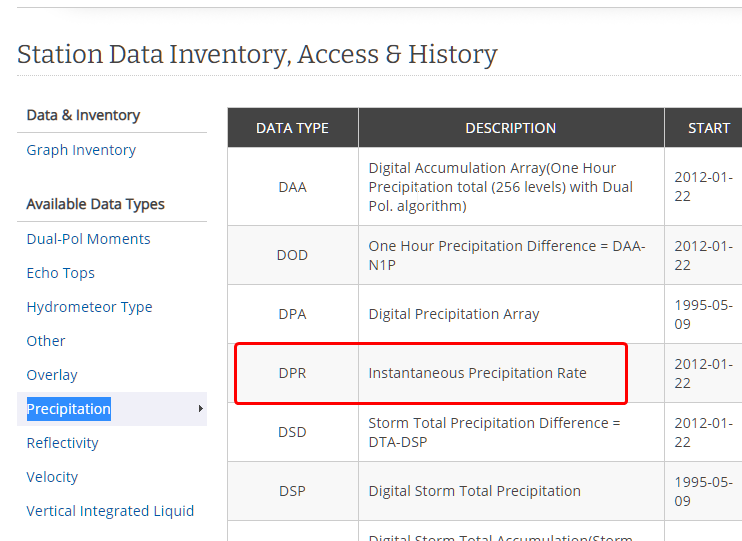 Station Data Inventory, Access & History
Data & Inventory
Graph Inventory
Available Data Types
Dual-Pol Moments
Echo Tops
Hydrometeor Type
Other
Overlay
Precipitation
Reflectivity
Velocity
Vertical Integrated Liquid
DATA TYPE DESCRIPTION START
DAA
Digital Accumulation Array(One Hour
Precipitation total (256 levels) with Dual
Pol. algorithm)
2012-01-
22
DOD
One Hour Precipitation Difference = DAA-
N1P
2012-01-
22
DPA
Digital Precipitation Array
1995-05-
09
DPR
Instantaneous Precipitation Rate
2012-01-
22
DSD
Storm Total Precipitation Difference =
DTA-DSP
2012-01-
22
DSP
Digital Storm Total Precipitation
1995-05-
09
Digital Storm Total Accumulation(Storm